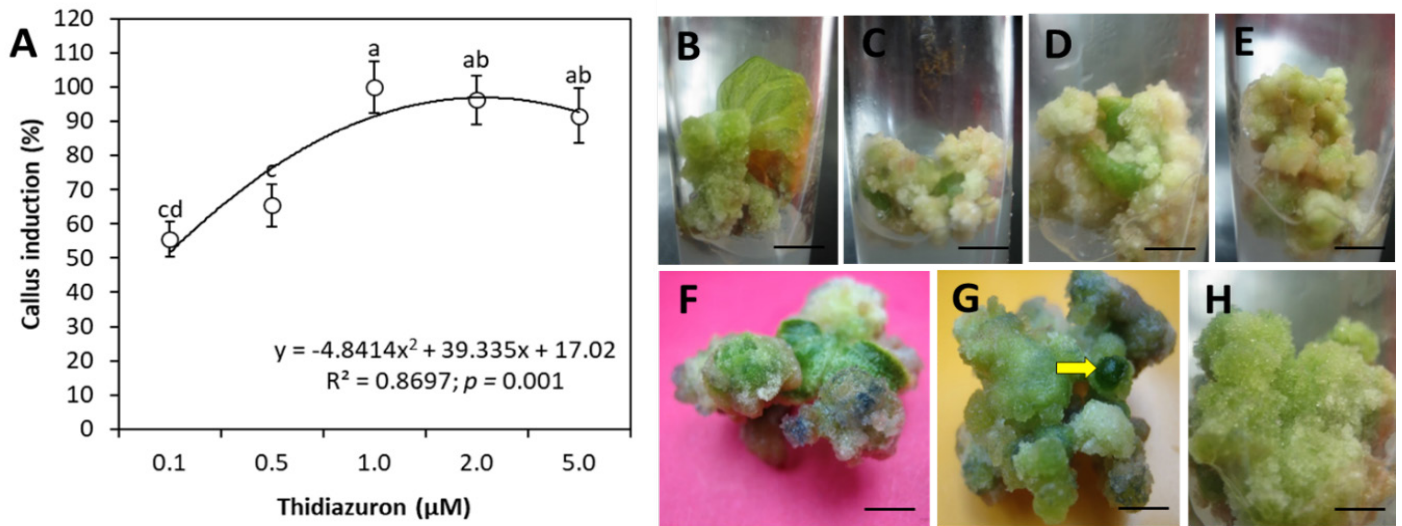 A
120
110
100
90
80
70
60
50
40
30
20
10
0
Callus induction (%)
cd
c
a
ab
ab
y = -4.8414x² + 39.335x + 17.02
R² = 0.8697; p = 0.001
0.1 0.5 1.0 2.0 5.0
Thidiazuron (μM)
B
C
D
E
F
G
H